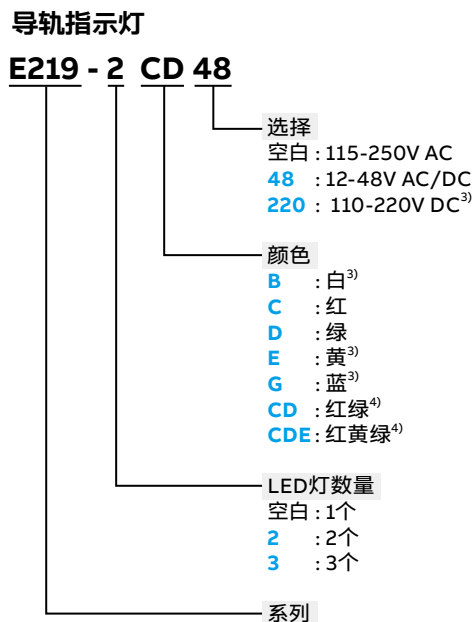 导轨指示灯
E219 - 2 CD 48
选择
空白 : 115-250V AC
48 : 12-48V AC/DC
220 : 110-220V DC3)
颜色
B : 白3)
C : 红
D : 绿
E : 黄3)
G : 蓝3)
CD : 红绿4)
CDE : 红黄绿4)
LED灯数量
空白 : 1个
2 : 2个
3 : 3个
系列